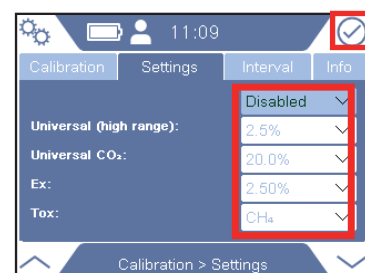 11:09
Calibration Settings Interval Info
Disabled
Universal (high range): 2.5%
Universal CO₂: 20.0%
Ex: 2.50%
Tox: CH₄
Calibration > Settings